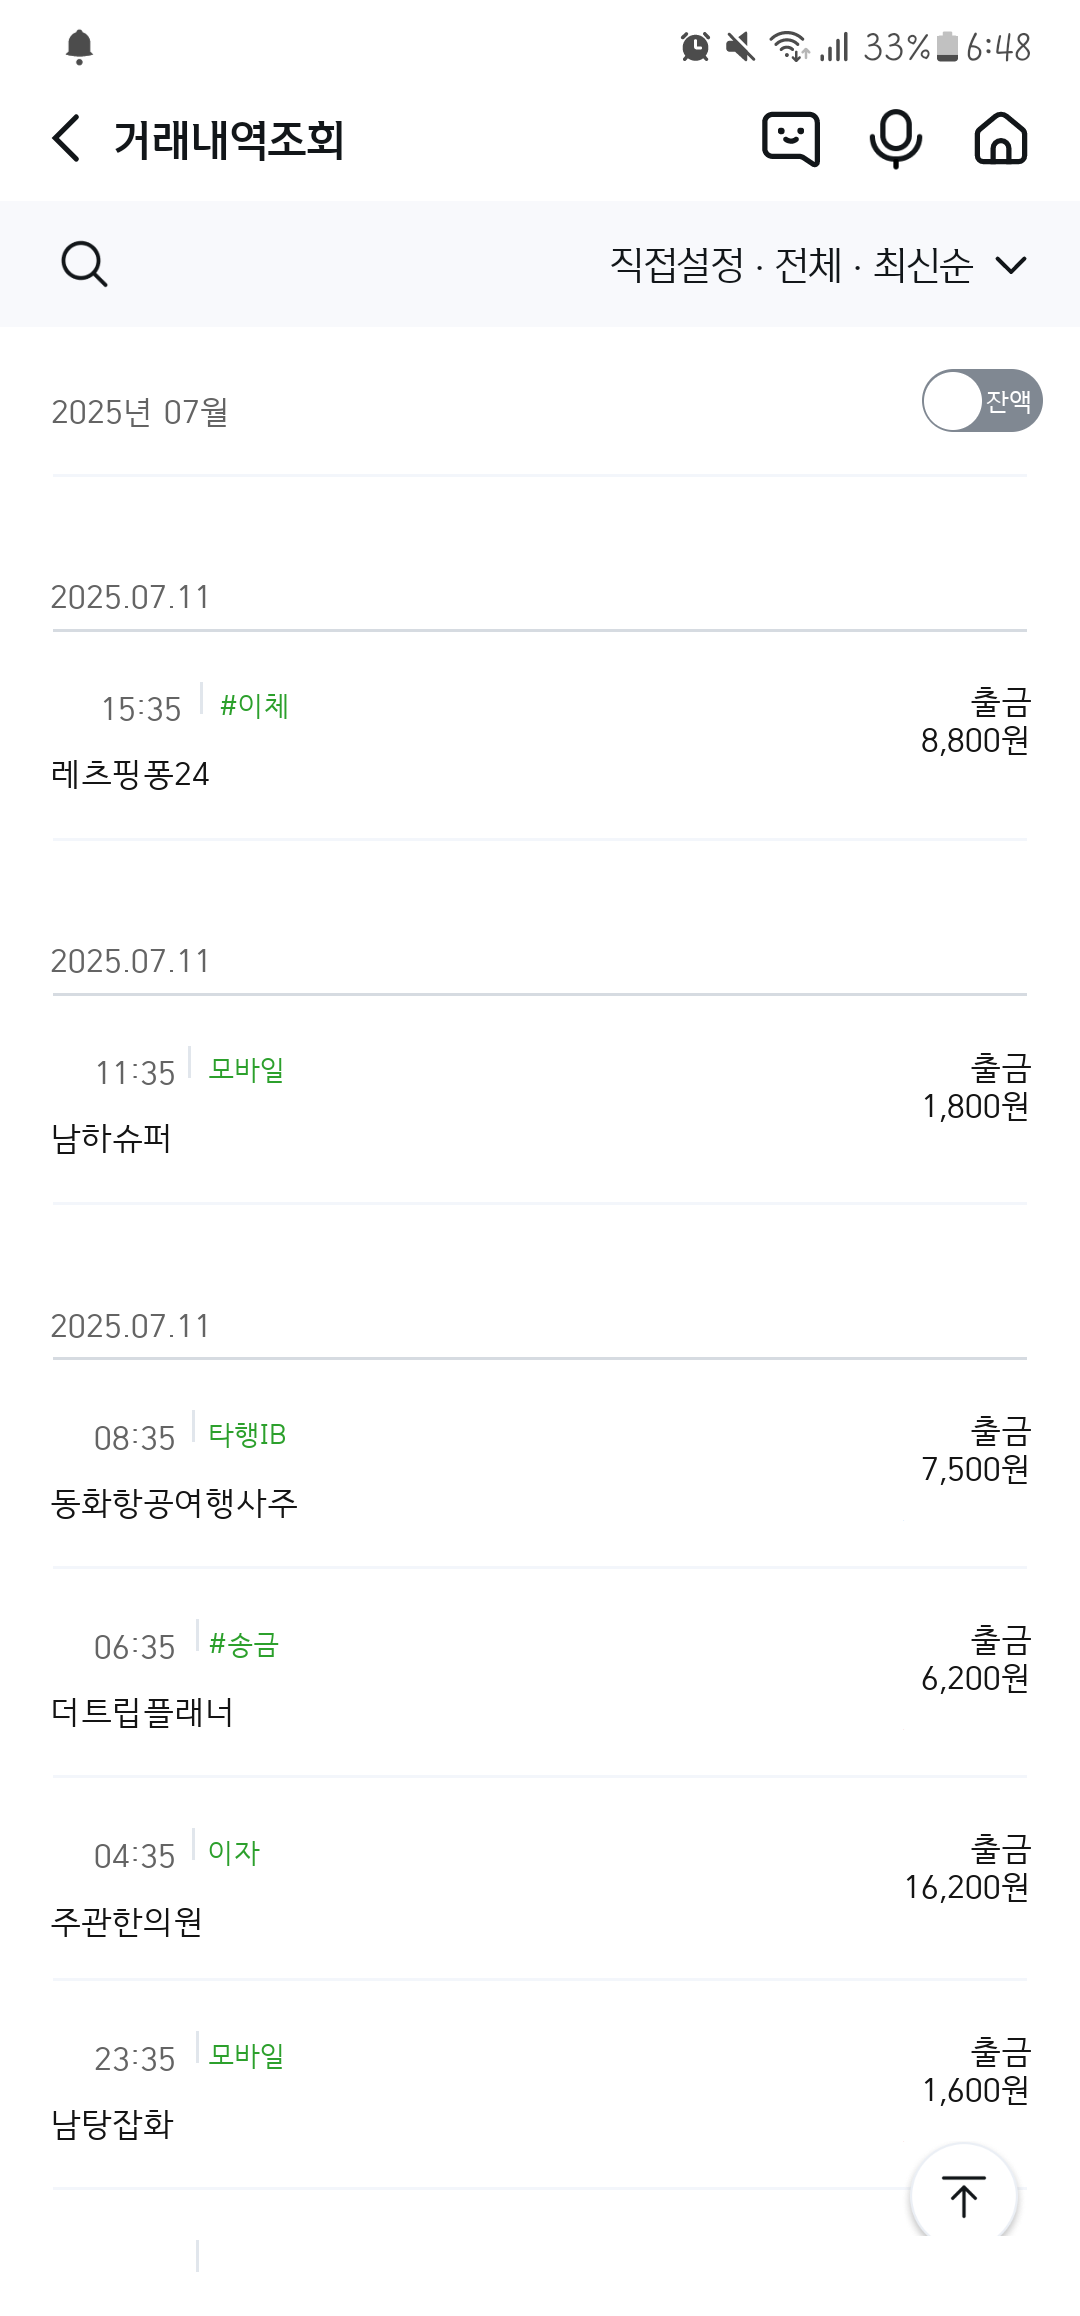 33% 6:48
거래내역조회
직접설정 · 전체 · 최신순
2025년 07월
잔액
2025.07.11
15:35 #이체
출금
8,800원
레츠핑퐁24
2025.07.11
11:35 모바일
출금
1,800원
남하슈퍼
2025.07.11
08:35 타행IB
출금
7,500원
동화항공여행사주
06:35 #송금
출금
6,200원
더트립플래너
04:35 이자
출금
16,200원
주관한의원
23:35 모바일
출금
1,600원
남탕잡화